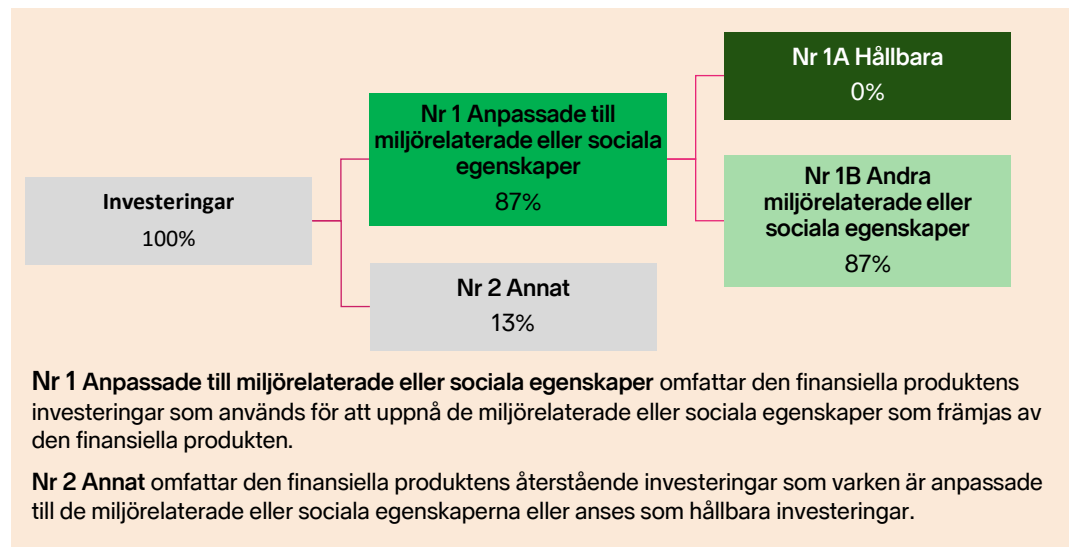 Investeringar
100%
Nr 1 Anpassade till
miljörelaterade eller sociala
egenskaper
87%
Nr 2 Annat
13%
Nr 1A Hållbara
0%
Nr 1B Andra
miljörelaterade eller
sociala egenskaper
87%
Nr 1 Anpassade till miljörelaterade eller sociala egenskaper omfattar den finansiella produktens
investeringar som används för att uppnå de miljörelaterade eller sociala egenskaper som främjas av
den finansiella produkten.
Nr 2 Annat omfattar den finansiella produktens återstående investeringar som varken är anpassade
till de miljörelaterade eller sociala egenskaperna eller anses som hållbara investeringar.